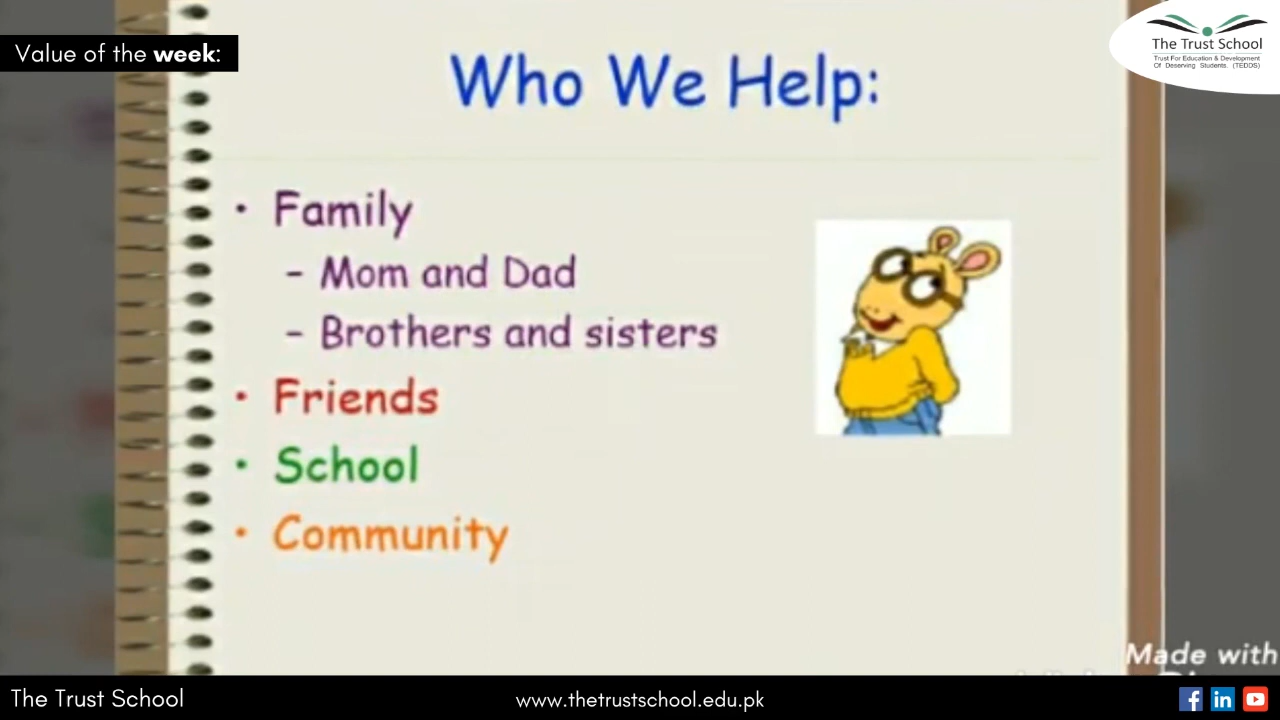 Value of the week:
The Trust School
Trust For Education & Development
Of Deserving Students. (TEDDS)
Who We Help:
• Family
– Mom and Dad
– Brothers and sisters
• Friends
• School
• Community
Made with
The Trust School
www.thetrustschool.edu.pk